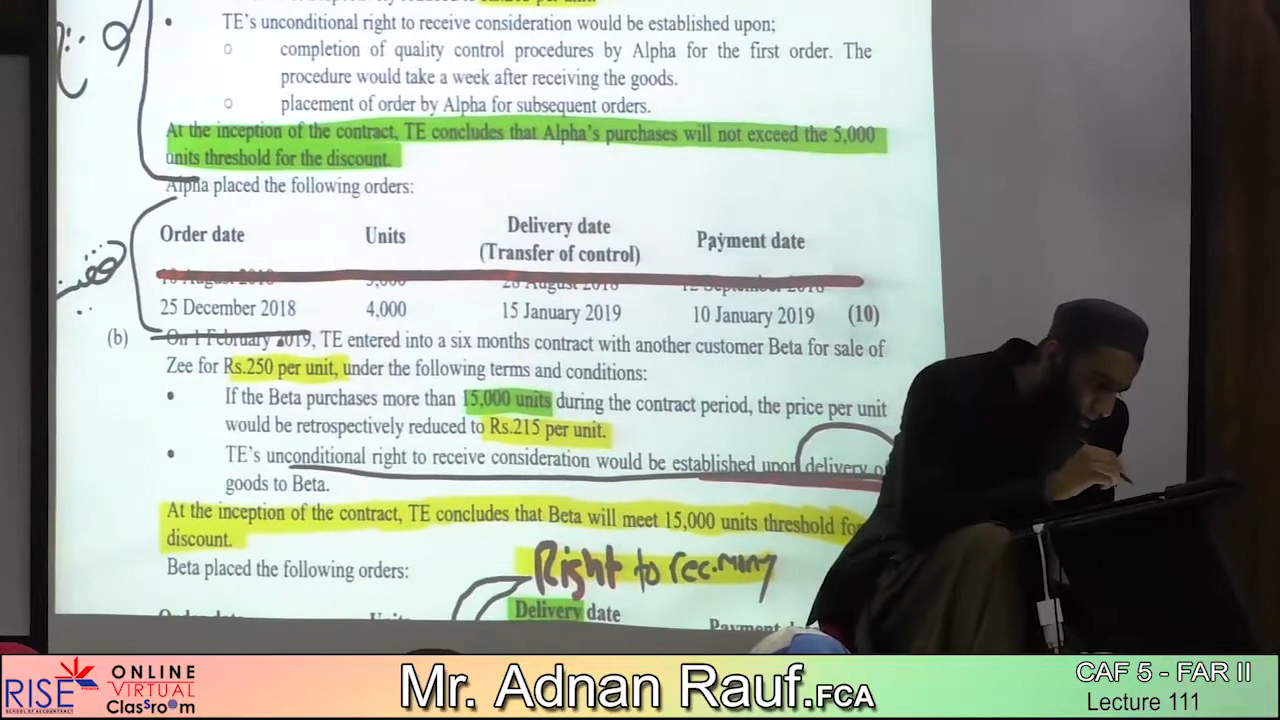 TE's unconditional right to receive consideration would be established upon;
completion of quality control procedures by Alpha for the first order. The
procedure would take a week after receiving the goods.
placement of order by Alpha for subsequent orders.
At the inception of the contract, TE concludes that Alpha's purchases will not exceed the 5,000
units threshold for the discount.
Alpha placed the following orders:
Order date Units Delivery date (Transfer of control) Payment date
25 December 2018 4,000 15 January 2019 10 January 2019 (10)
(b) On 1 February 2019, TE entered into a six months contract with another customer Beta for sale of
Zee for Rs.250 per unit, under the following terms and conditions:
If the Beta purchases more than 15,000 units during the contract period, the price per unit
would be retrospectively reduced to Rs.215 per unit.
TE's unconditional right to receive consideration would be established upon delivery
goods to Beta.
At the inception of the contract, TE concludes that Beta will meet 15,000 units threshold
discount.
Right to rec. mony
Beta placed the following orders:
Delivery date
RISE
SCHOOL OF ACCOUNTANCY
ONLINE
VIRTUAL
ClasSroom
Mr. Adnan Rauf.FCA
CAF 5 - FAR II
Lecture 111